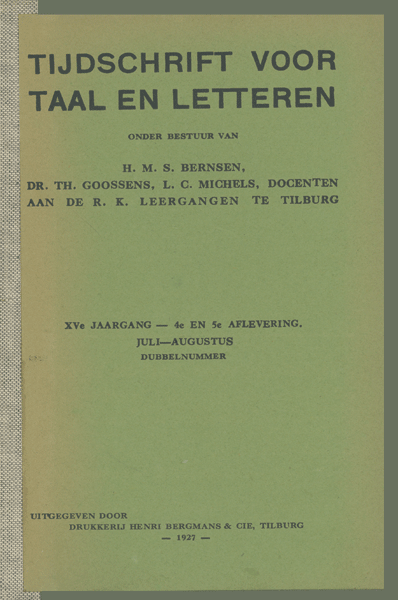 TIJDSCHRIFT VOOR
TAAL EN LETTEREN
ONDER BESTUUR VAN
H. M. S. BERNSEN,
DR. TH. GOOSSENS, L. C. MICHELS, DOCENTEN
AAN DE R. K. LEERGANGEN TE TILBURG
XVe JAARGANG — 4e EN 5e AFLEVERING.
JULI—AUGUSTUS
DUBBELNUMMER
UITGEGEVEN DOOR
DRUKKERIJ HENRI BERGMANS & CIE, TILBURG
— 1927 —